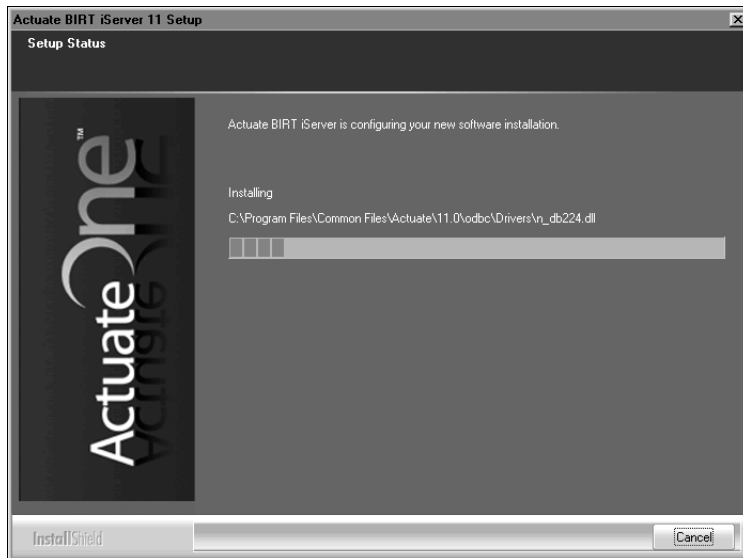 Actuate BIRT iServer 11 Setup
Setup Status
ActuateOne™
Actuate BIRT iServer is configuring your new software installation.
Installing
C:\Program Files\Common Files\Actuate\11.0\odbc\Drivers\n_db224.dll
InstallShield
Cancel